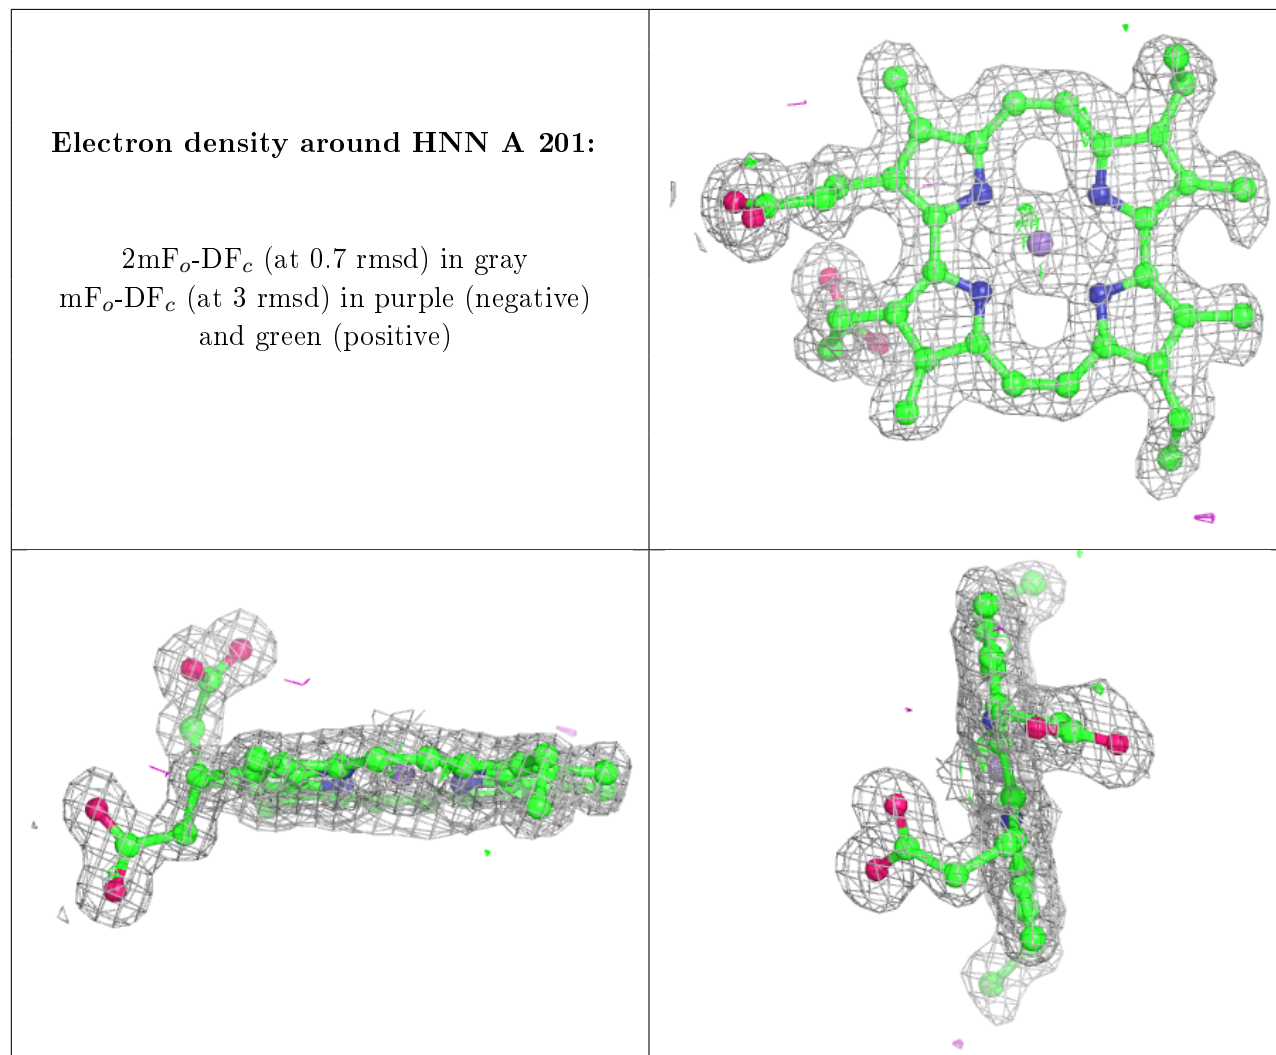 Electron density around HNN A 201:
2mFo-DFc (at 0.7 rmsd) in gray
mFo-DFc (at 3 rmsd) in purple (negative)
and green (positive)